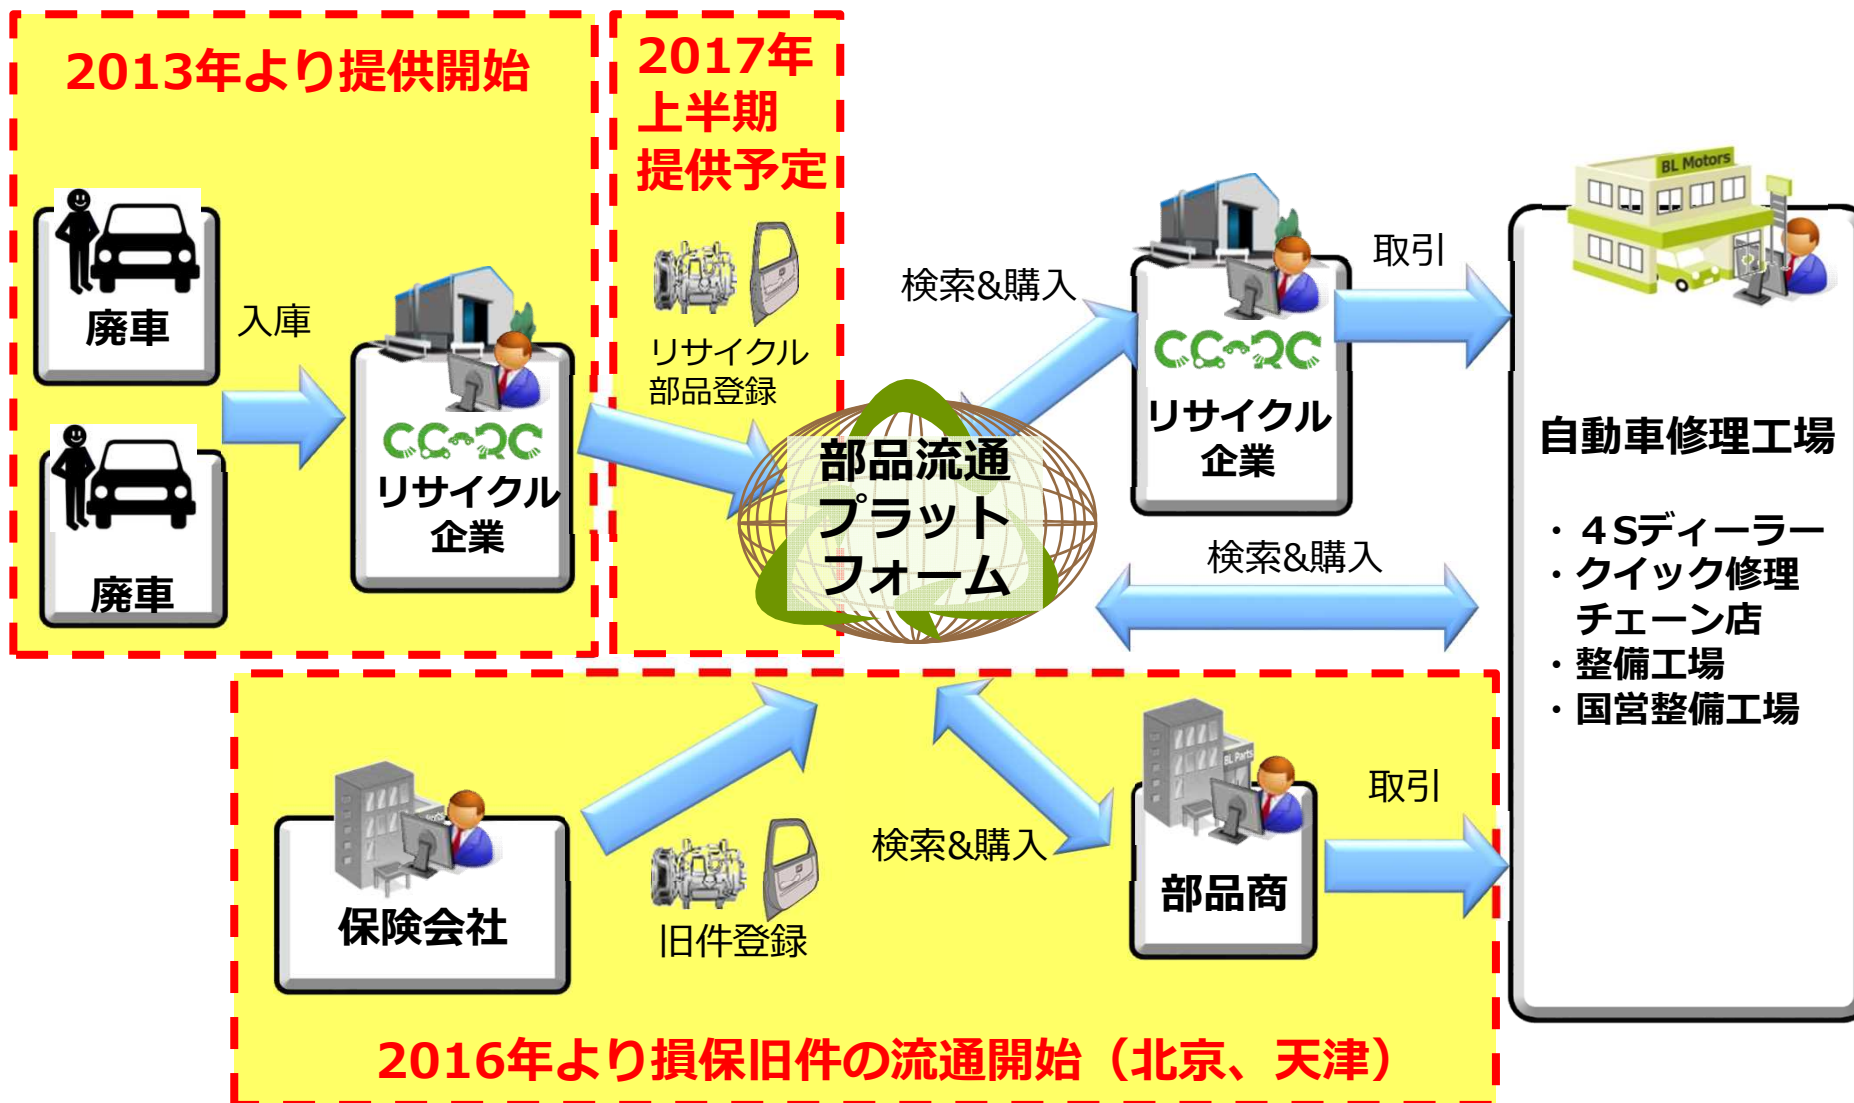 2013年より提供開始
2017年
上半期
提供予定
廃車
入庫
廃車
CC-RC
リサイクル
企業
リサイクル
部品登録
部品流通
プラット
フォーム
検索&購入
CC-RC
リサイクル
企業
取引
検索&購入
BL Motors
自動車修理工場
・４Sディーラー
・クイック修理
チェーン店
・整備工場
・国営整備工場
保険会社
旧件登録
検索&購入
BL Parts
部品商
取引
2016年より損保旧件の流通開始（北京、天津）